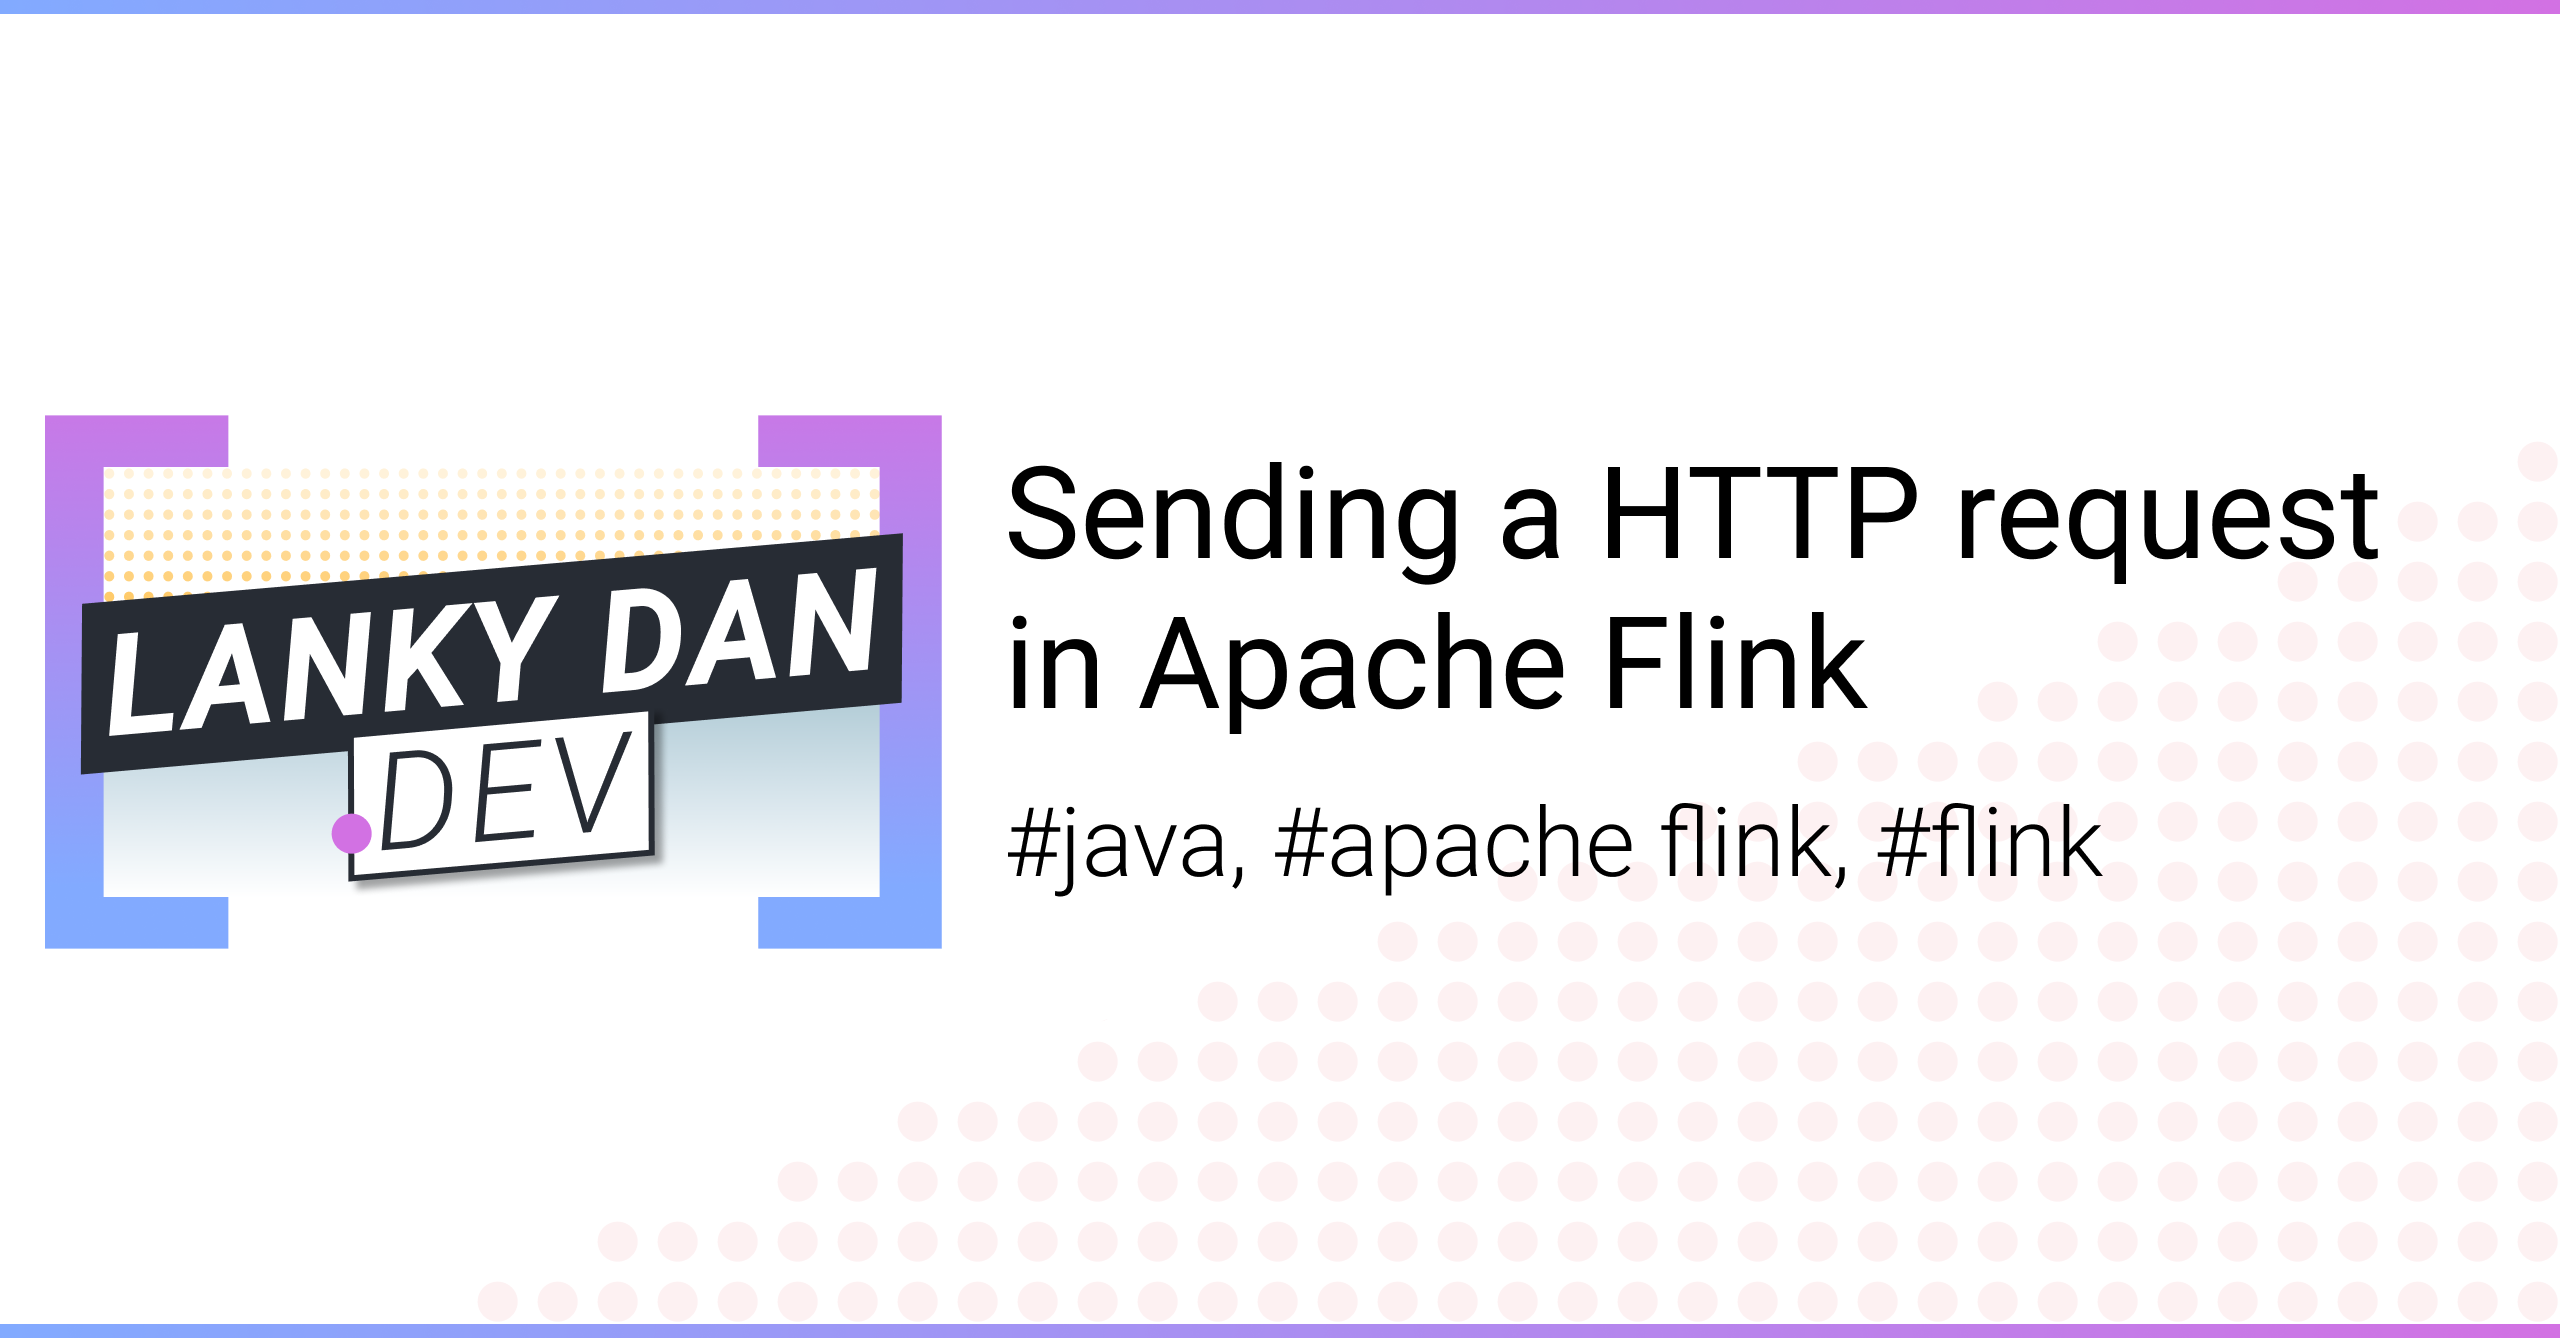 LANKY DAN
DEV
Sending a HTTP request
in Apache Flink
#java, #apache flink, #flink